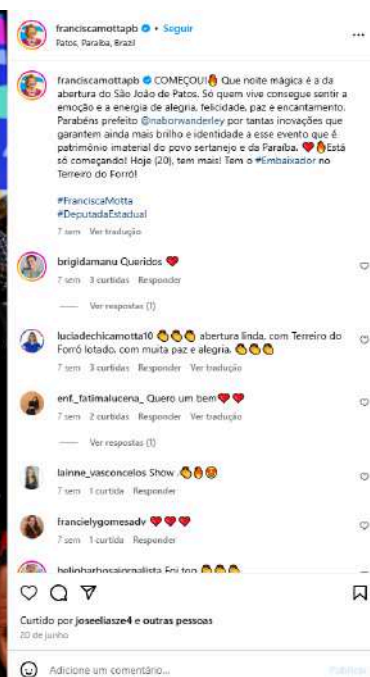 franciscamottapb • Seguir
Patos, Paraíba, Brazil
franciscamottapb COMEÇOU!🔥 Que noite mágica é a da
abertura do São João de Patos. Só quem vive consegue sentir a
emoção e a energia de alegria, felicidade, paz e encantamento.
Parabéns prefeito @naborwanderley por tantas inovações que
garantem ainda mais brilho e identidade a esse evento que é
patrimônio imaterial do povo sertanejo e da Paraíba. ❤️🔥Está
só começando! Hoje (20), tem mais! Tem o #Embaixador no
Terreiro do Forró!
#FranciscaMotta
#DeputadaEstadual
7 sem Ver tradução
brigidamanu Queridos ❤️
7 sem 3 curtidas Responder
Ver respostas (1)
luciadechicamotta10 👏👏👏 abertura linda, com Terreiro do
Forró lotado, com muita paz e alegria. 👏👏👏
7 sem 3 curtidas Responder Ver tradução
enf._fatimalucena_ Quero um bem❤️❤️
7 sem 2 curtidas Responder Ver tradução
Ver respostas (1)
lainne_vasconcelos Show 👏🔥🥰
7 sem 1 curtida Responder
francielygomesadv ❤️❤️❤️
7 sem 1 curtida Responder
heliobarbosajornalista Foi top 👏👏👏
Curtido por joseeliasze4 e outras pessoas
20 de junho
Adicione um comentário...
Publicar